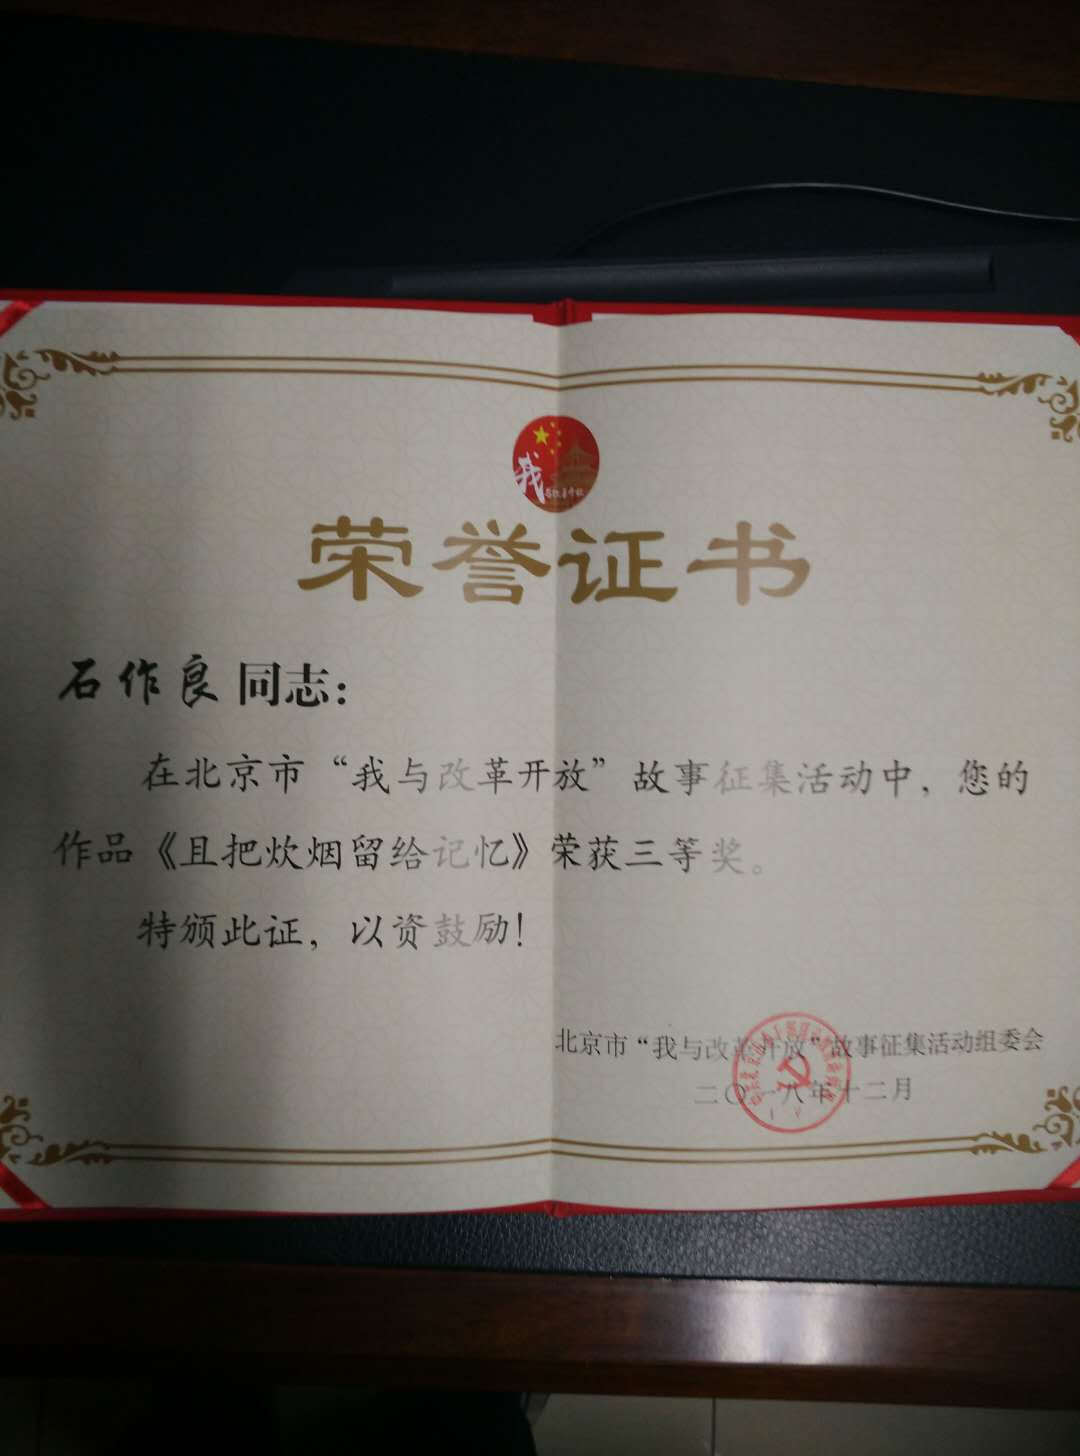 我
荣誉证书
石作良同志：
在北京市“我与改革开放”故事征集活动中，您的
作品《且把炊烟留给记忆》荣获三等奖。
特颁此证，以资鼓励！
北京市“我与改革开放”故事征集活动组委会
二〇一八年十二月